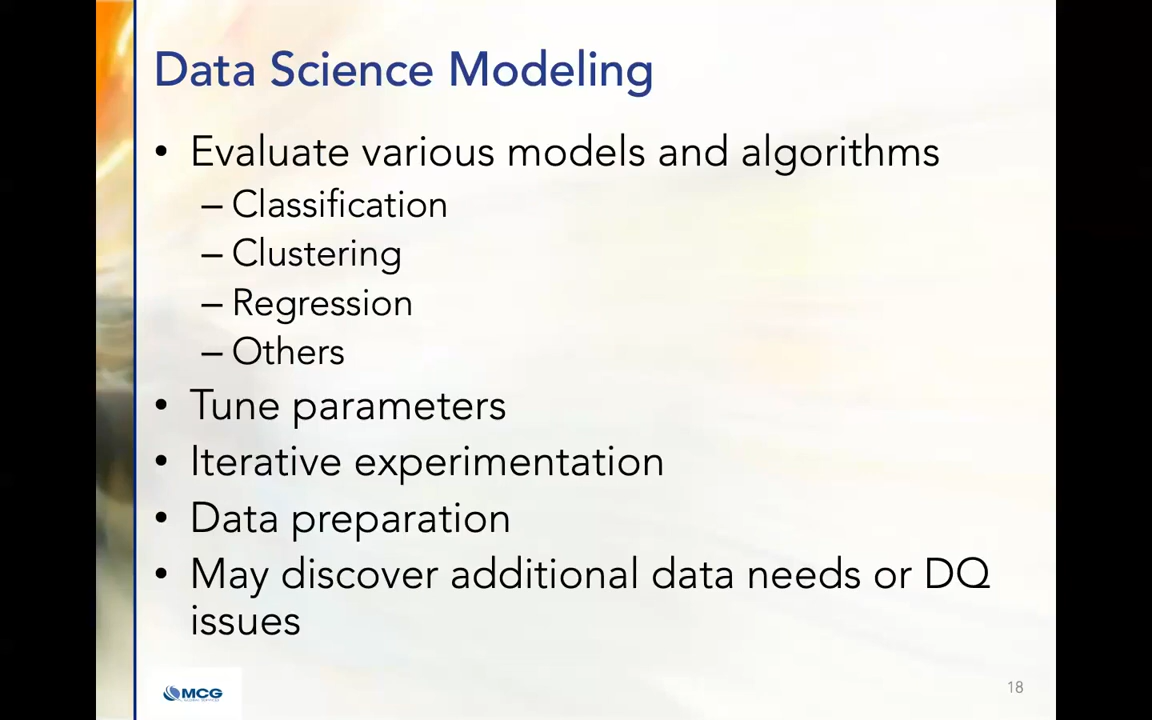 Data Science Modeling
• Evaluate various models and algorithms
– Classification
– Clustering
– Regression
– Others
• Tune parameters
• Iterative experimentation
• Data preparation
• May discover additional data needs or DQ
issues
MCG
18